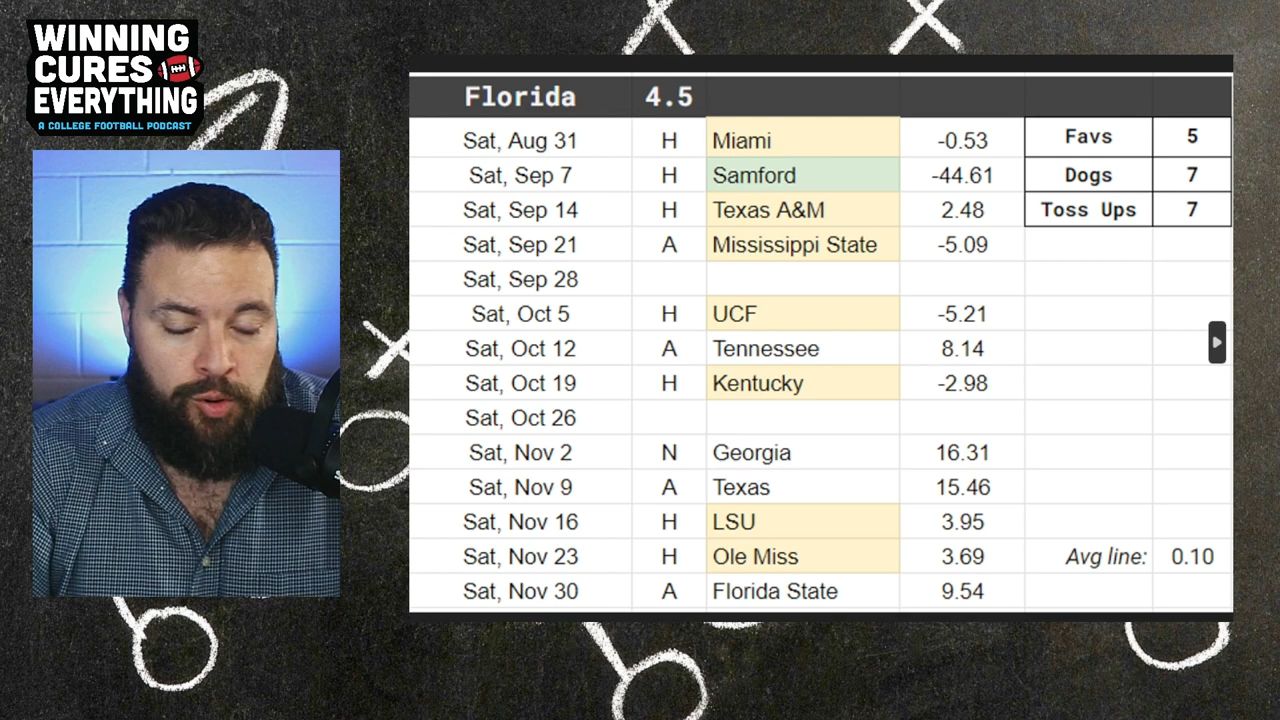 WINNING
CURES
EVERYTHING
A COLLEGE FOOTBALL PODCAST
Florida 4.5
Sat, Aug 31 H Miami -0.53 Favs 5
Sat, Sep 7 H Samford -44.61 Dogs 7
Sat, Sep 14 H Texas A&M 2.48 Toss Ups 7
Sat, Sep 21 A Mississippi State -5.09
Sat, Sep 28
Sat, Oct 5 H UCF -5.21
Sat, Oct 12 A Tennessee 8.14
Sat, Oct 19 H Kentucky -2.98
Sat, Oct 26
Sat, Nov 2 N Georgia 16.31
Sat, Nov 9 A Texas 15.46
Sat, Nov 16 H LSU 3.95
Sat, Nov 23 H Ole Miss 3.69 Avg line: 0.10
Sat, Nov 30 A Florida State 9.54